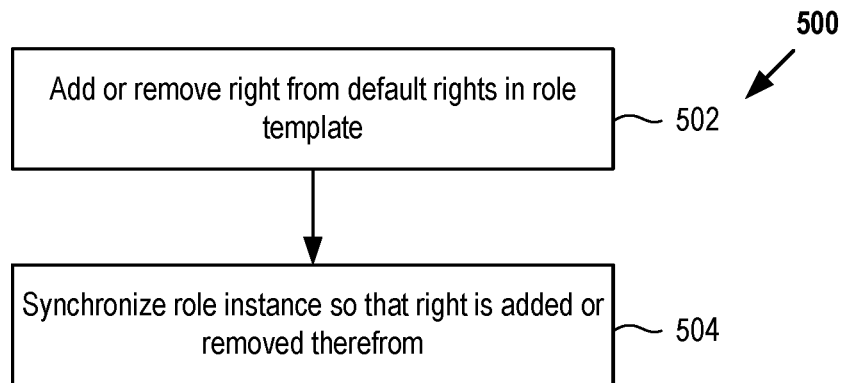 500
Add or remove right from default rights in role
template
502
Synchronize role instance so that right is added or
removed therefrom
504